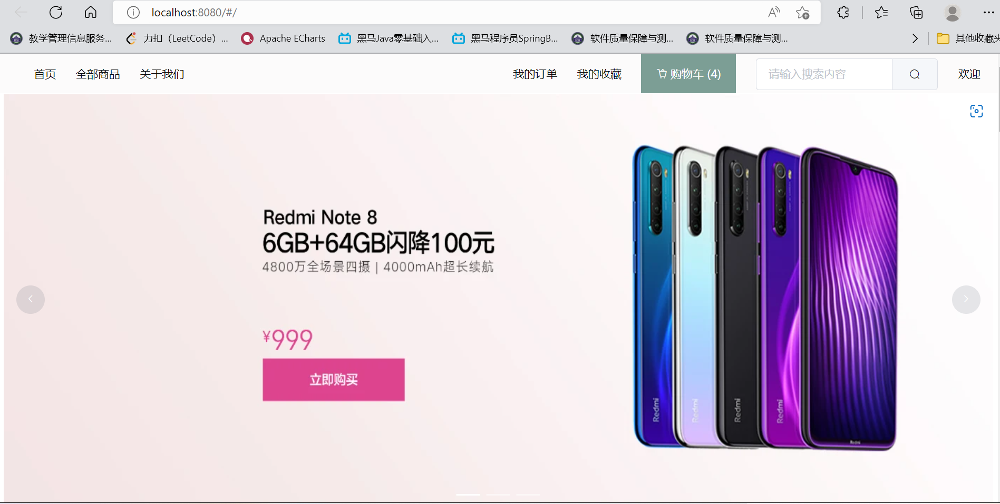 localhost:8080/#/
教学管理信息服务... 力扣（LeetCode）... Apache ECharts 黑马Java零基础入... 黑马程序员SpringB... 软件质量保障与测... 软件质量保障与测... 其他收藏夹
首页 全部商品 关于我们 我的订单 我的收藏 购物车 (4) 请输入搜索内容 欢迎
Redmi Note 8
6GB+64GB闪降100元
4800万全场景四摄 | 4000mAh超长续航
¥999
立即购买
Redmi
Redmi
Redmi
Redmi
Redmi